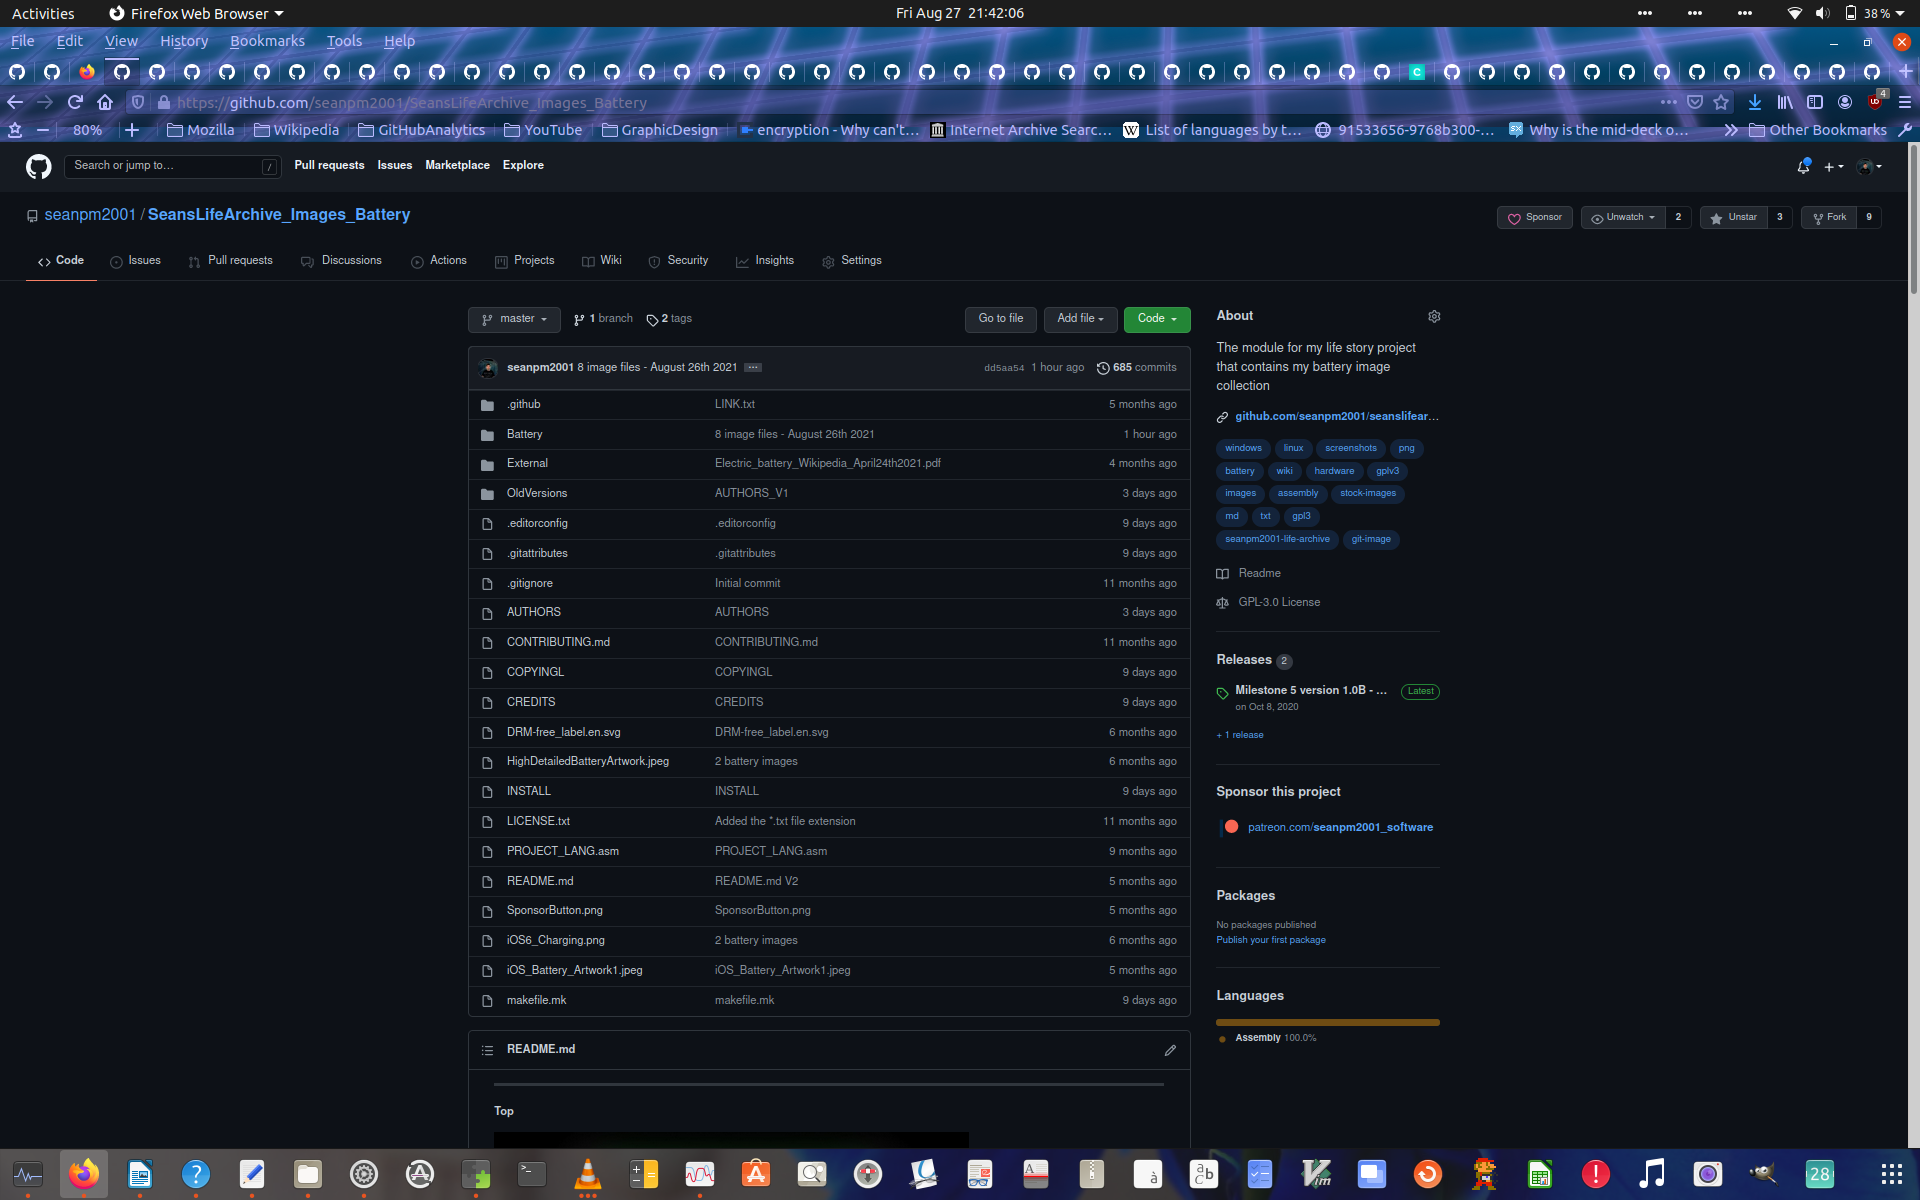 Activities Firefox Web Browser Fri Aug 27 21:42:06 38 %
File Edit View History Bookmarks Tools Help
https://github.com/seanpm2001/SeansLifeArchive_Images_Battery 4
80% Mozilla Wikipedia GitHubAnalytics YouTube GraphicDesign encryption - Why can't... Internet Archive Searc... List of languages by t... 91533656-9768b300-... Why is the mid-deck o... Other Bookmarks
Search or jump to... / Pull requests Issues Marketplace Explore
seanpm2001 / SeansLifeArchive_Images_Battery Sponsor Unwatch 2 Unstar 3 Fork 9
Code Issues Pull requests Discussions Actions Projects Wiki Security Insights Settings
master 1 branch 2 tags Go to file Add file Code
seanpm2001 8 image files - August 26th 2021 ... dd5aa54 1 hour ago 685 commits
.github LINK.txt 5 months ago
Battery 8 image files - August 26th 2021 1 hour ago
External Electric_battery_Wikipedia_April24th2021.pdf 4 months ago
OldVersions AUTHORS_V1 3 days ago
.editorconfig .editorconfig 9 days ago
.gitattributes .gitattributes 9 days ago
.gitignore Initial commit 11 months ago
AUTHORS AUTHORS 3 days ago
CONTRIBUTING.md CONTRIBUTING.md 11 months ago
COPYINGL COPYINGL 9 days ago
CREDITS CREDITS 9 days ago
DRM-free_label.en.svg DRM-free_label.en.svg 6 months ago
HighDetailedBatteryArtwork.jpeg 2 battery images 6 months ago
INSTALL INSTALL 9 days ago
LICENSE.txt Added the *.txt file extension 11 months ago
PROJECT_LANG.asm PROJECT_LANG.asm 9 months ago
README.md README.md V2 5 months ago
SponsorButton.png SponsorButton.png 5 months ago
iOS6_Charging.png 2 battery images 6 months ago
iOS_Battery_Artwork1.jpeg iOS_Battery_Artwork1.jpeg 5 months ago
makefile.mk makefile.mk 9 days ago
README.md
Top
About
The module for my life story project
that contains my battery image
collection
github.com/seanpm2001/seanslifear...
windows linux screenshots png
battery wiki hardware gplv3
images assembly stock-images
md txt gpl3
seanpm2001-life-archive git-image
Readme
GPL-3.0 License
Releases 2
Milestone 5 version 1.0B - ... Latest
on Oct 8, 2020
+ 1 release
Sponsor this project
patreon.com/seanpm2001_software
Packages
No packages published
Publish your first package
Languages
Assembly 100.0%
28